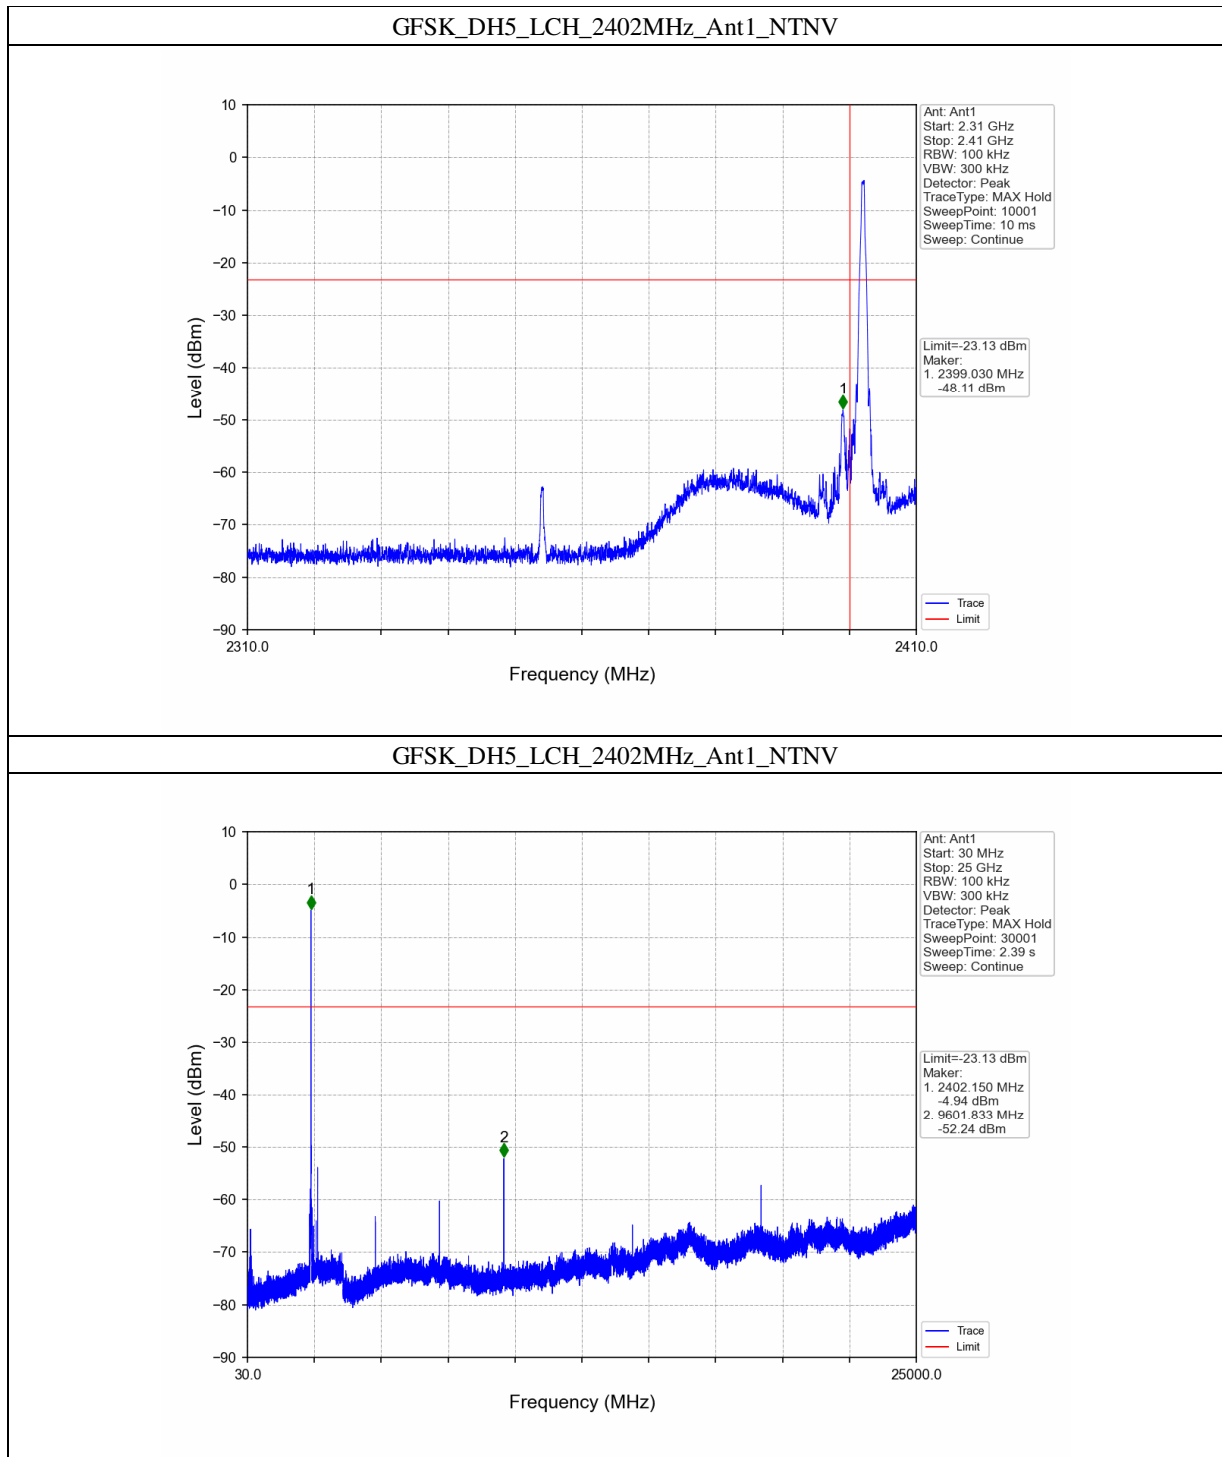 GFSK_DH5_LCH_2402MHz_Ant1_NTNV
10
0
−10
−20
−30
−40
−50
−60
−70
−80
−90
Level (dBm)
1
2310.0
2410.0
Frequency (MHz)
Ant: Ant1
Start: 2.31 GHz
Stop: 2.41 GHz
RBW: 100 kHz
VBW: 300 kHz
Detector: Peak
TraceType: MAX Hold
SweepPoint: 10001
SweepTime: 10 ms
Sweep: Continue
Limit=-23.13 dBm
Maker:
1. 2399.030 MHz
-48.11 dBm
Trace
Limit
GFSK_DH5_LCH_2402MHz_Ant1_NTNV
10
0
−10
−20
−30
−40
−50
−60
−70
−80
−90
Level (dBm)
1
2
30.0
25000.0
Frequency (MHz)
Ant: Ant1
Start: 30 MHz
Stop: 25 GHz
RBW: 100 kHz
VBW: 300 kHz
Detector: Peak
TraceType: MAX Hold
SweepPoint: 30001
SweepTime: 2.39 s
Sweep: Continue
Limit=-23.13 dBm
Maker:
1. 2402.150 MHz
-4.94 dBm
2. 9601.833 MHz
-52.24 dBm
Trace
Limit